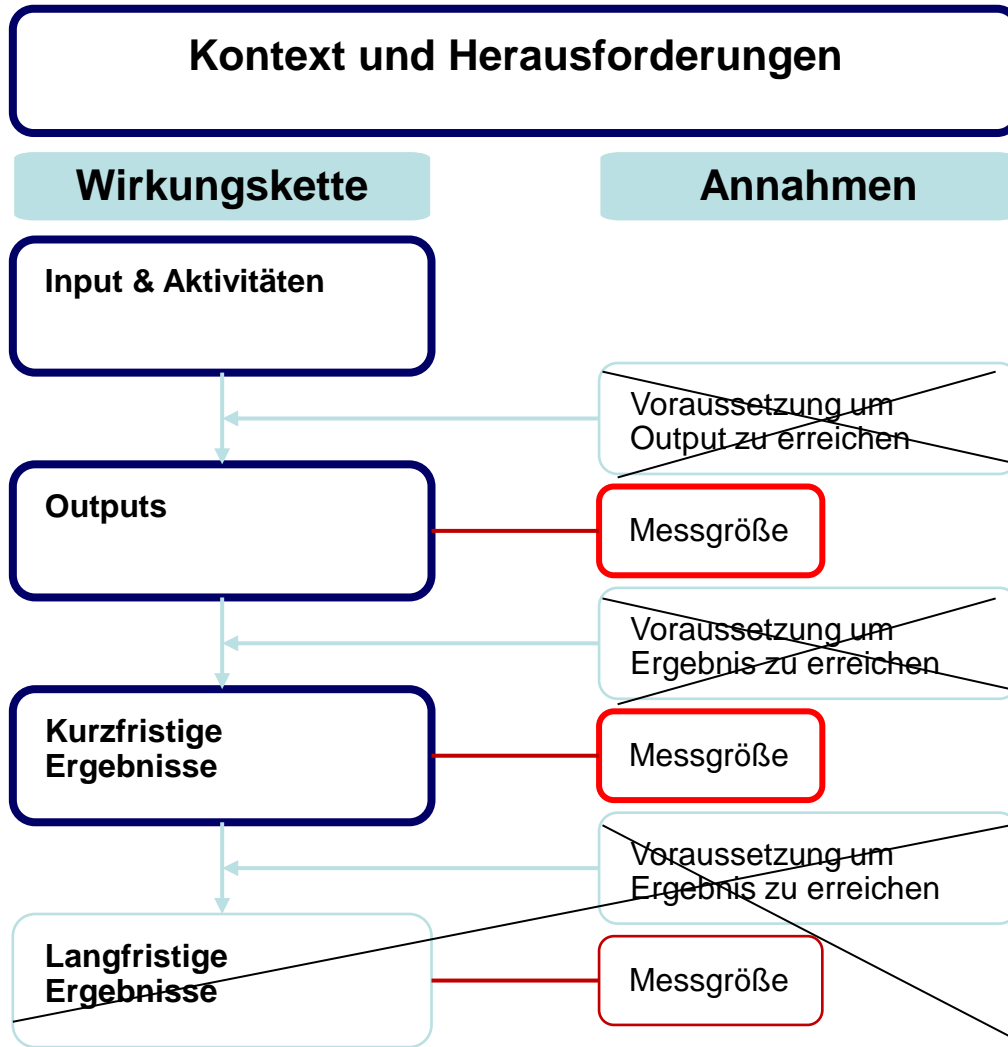 Kontext und Herausforderungen
Wirkungskette
Annahmen
Input & Aktivitäten
Voraussetzung um
Output zu erreichen
Outputs
Messgröße
Voraussetzung um
Ergebnis zu erreichen
Kurzfristige
Ergebnisse
Messgröße
Voraussetzung um
Ergebnis zu erreichen
Langfristige
Ergebnisse
Messgröße